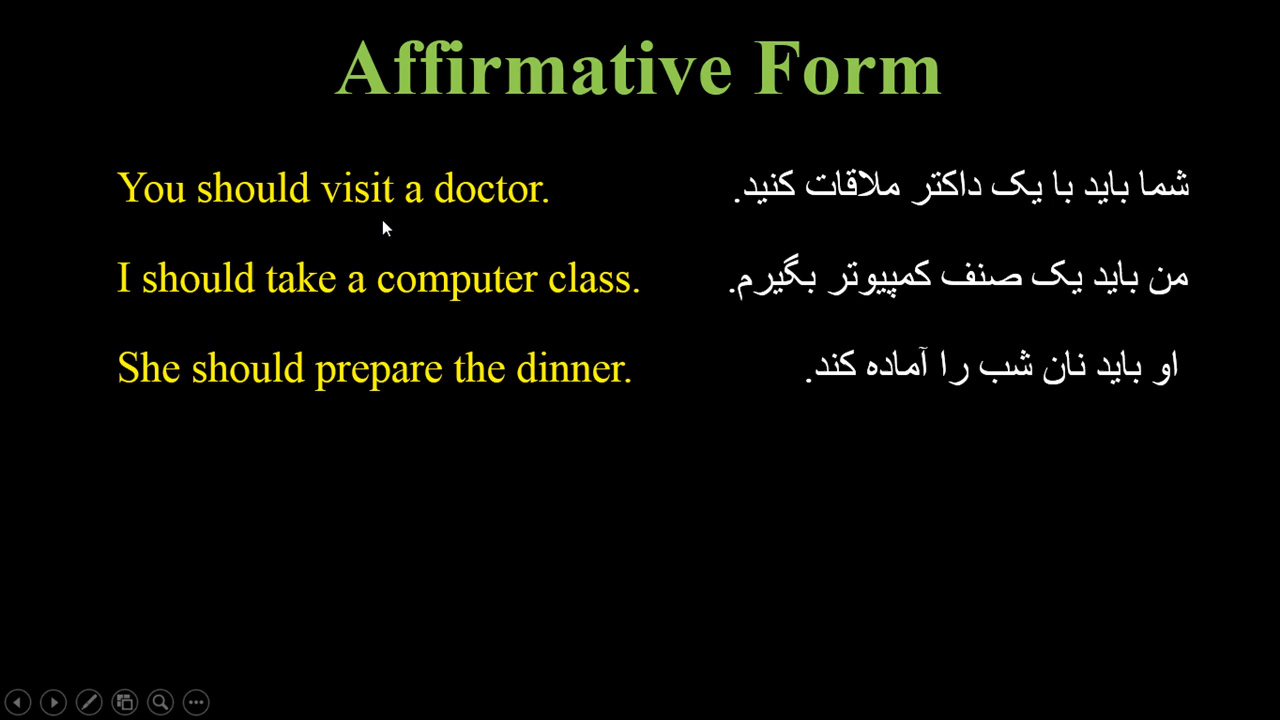 Affirmative Form
You should visit a doctor.
شما باید با یک داکتر ملاقات کنید.
I should take a computer class.
من باید یک صنف کمپیوتر بگیرم.
She should prepare the dinner.
او باید نان شب را آماده کند.